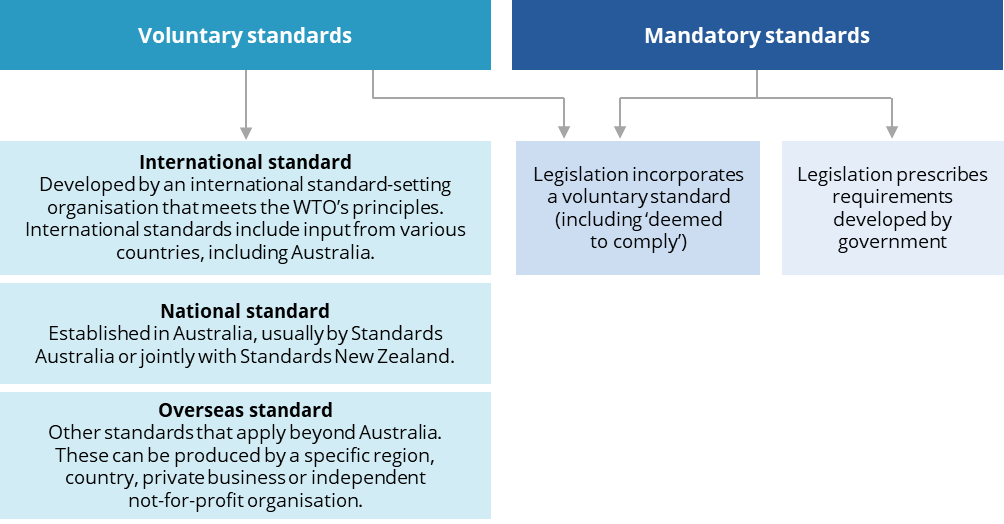 Voluntary standards
Mandatory standards
International standard
Developed by an international standard-setting
organisation that meets the WTO's principles.
International standards include input from various
countries, including Australia.
National standard
Established in Australia, usually by Standards
Australia or jointly with Standards New Zealand.
Overseas standard
Other standards that apply beyond Australia.
These can be produced by a specific region,
country, private business or independent
not-for-profit organisation.
Legislation incorporates
a voluntary standard
(including ‘deemed
to comply’)
Legislation prescribes
requirements
developed by
government